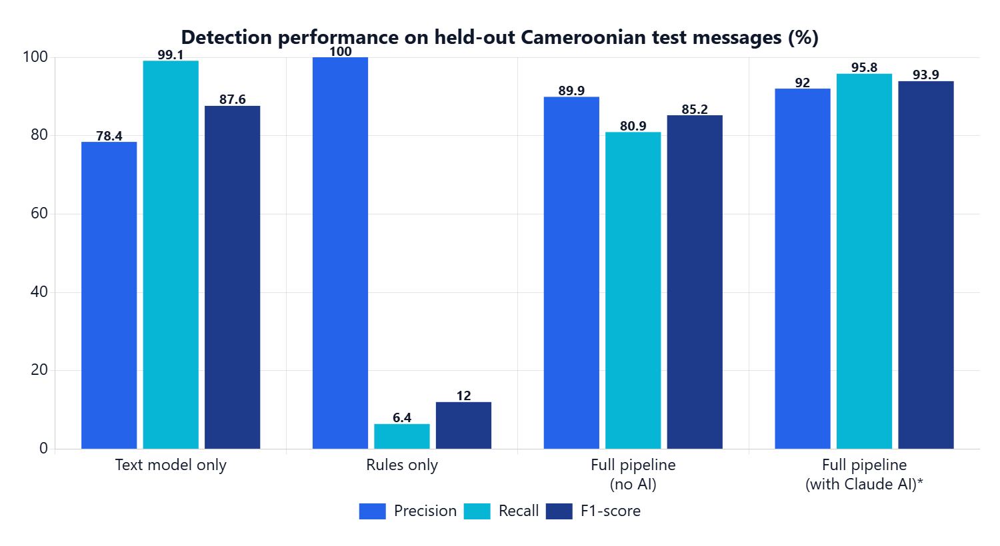 Detection performance on held-out Cameroonian test messages (%)
100
80
60
40
20
0
78.4
99.1
87.6
100
6.4
12
89.9
80.9
85.2
92
95.8
93.9
Text model only
Rules only
Full pipeline
(no AI)
Full pipeline
(with Claude AI)*
Precision
Recall
F1-score